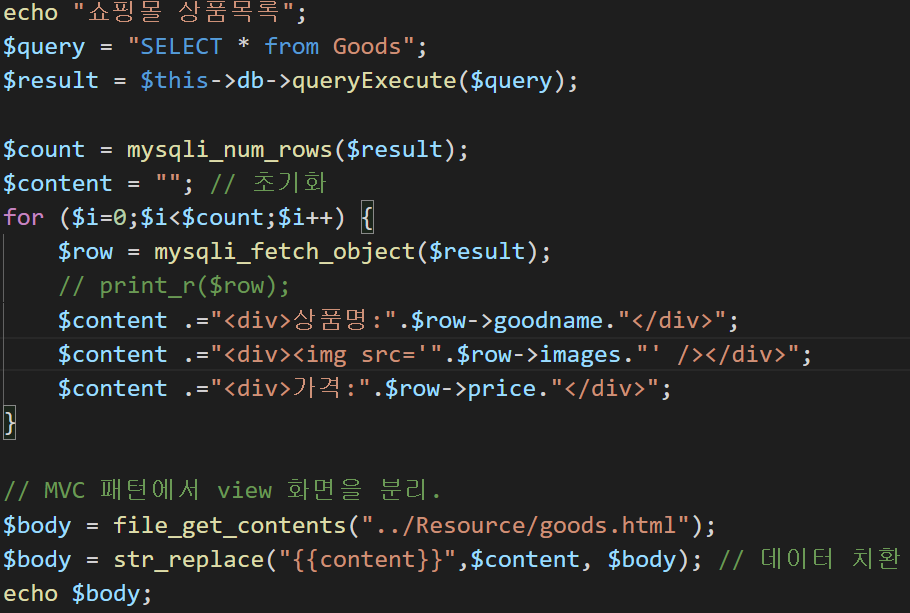 echo "쇼핑몰 상품목록";
$query = "SELECT * from Goods";
$result = $this->db->queryExecute($query);
$count = mysqli_num_rows($result);
$content = ""; // 초기화
for ($i=0;$i<$count;$i++) {
    $row = mysqli_fetch_object($result);
    // print_r($row);
    $content .="<div>상품명:".$row->goodname."</div>";
    $content .="<div><img src='".$row->images."' /></div>";
    $content .="<div>가격:".$row->price."</div>";
}
// MVC 패턴에서 view 화면을 분리.
$body = file_get_contents("../Resource/goods.html");
$body = str_replace("{{content}}",$content, $body); // 데이터 치환
echo $body;